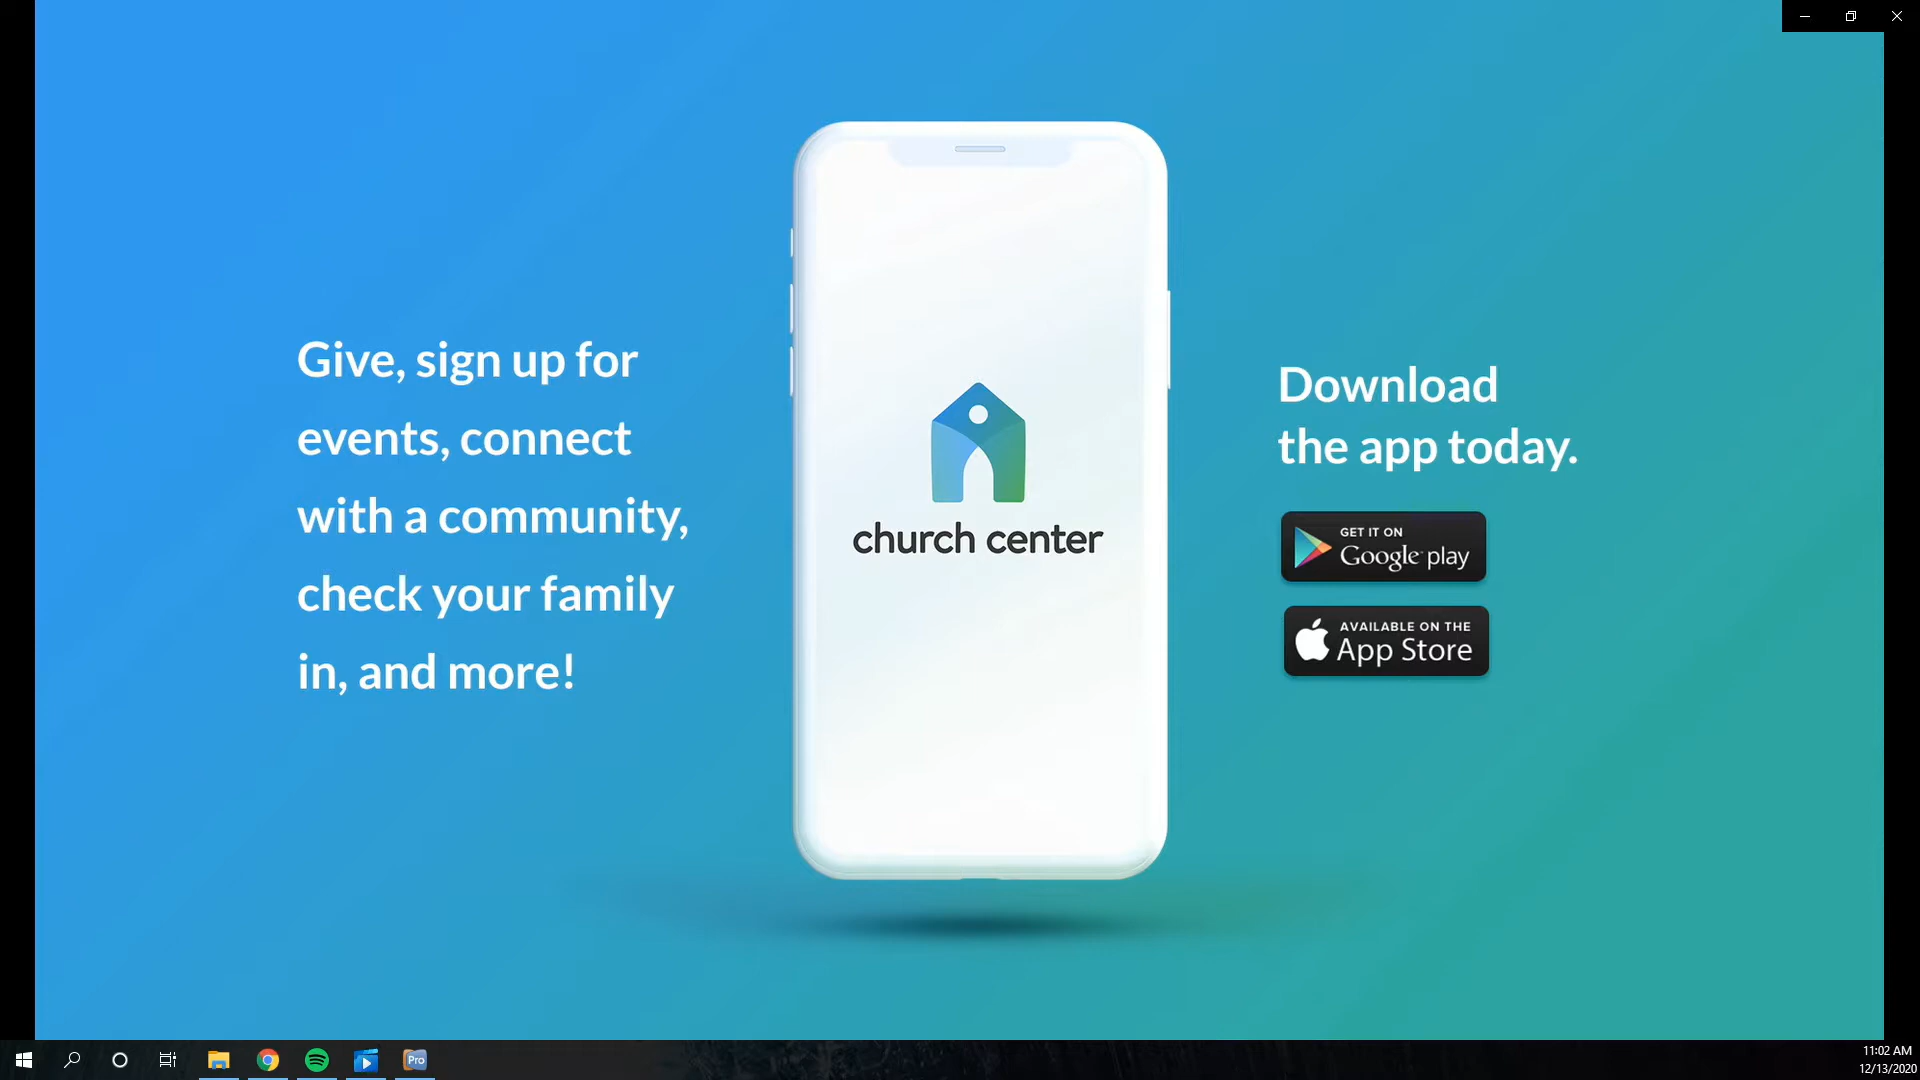 Give, sign up for
events, connect
with a community,
check your family
in, and more!
church center
Download
the app today.
GET IT ON
Google play
AVAILABLE ON THE
App Store
Pro
11:02 AM
12/13/2020